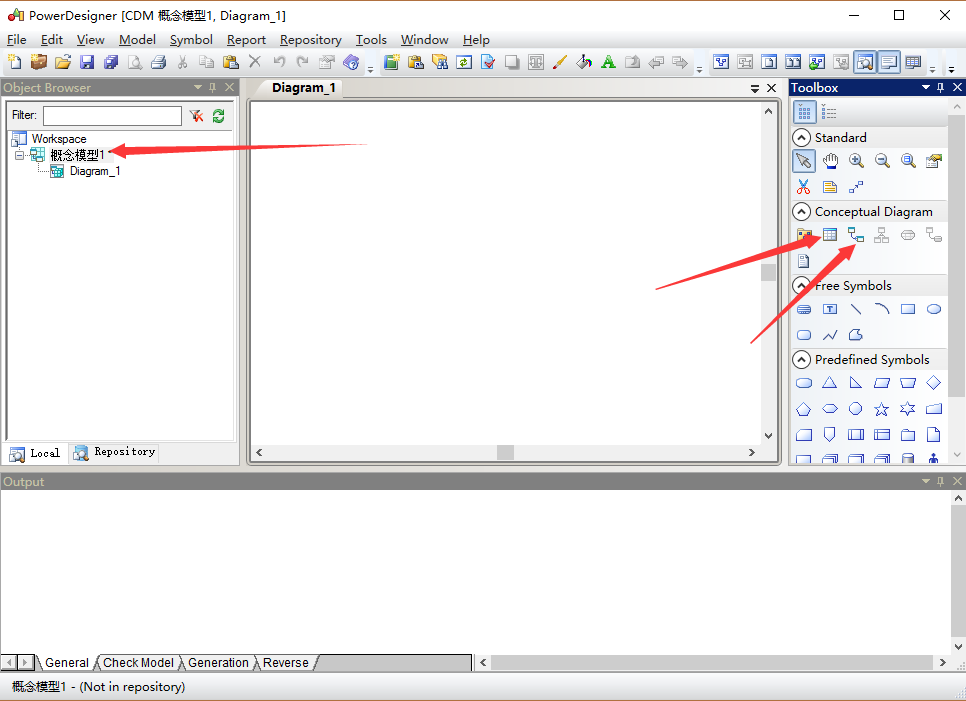 PowerDesigner [CDM 概念模型1, Diagram_1]
File Edit View Model Symbol Report Repository Tools Window Help
Object Browser
Diagram_1
Toolbox
Filter:
Workspace
概念模型1
Diagram_1
Standard
Conceptual Diagram
Free Symbols
Predefined Symbols
Local Repository
Output
General Check Model Generation Reverse
概念模型1 - (Not in repository)